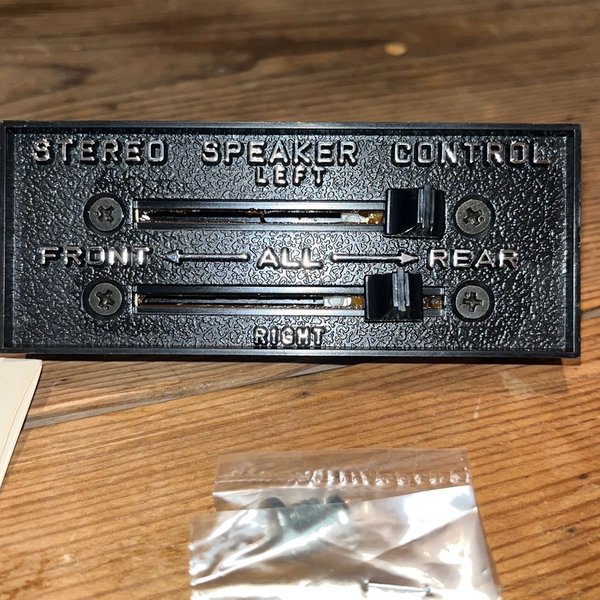 STEREO SPEAKER CONTROL
LEFT
FRONT ALL REAR
RIGHT